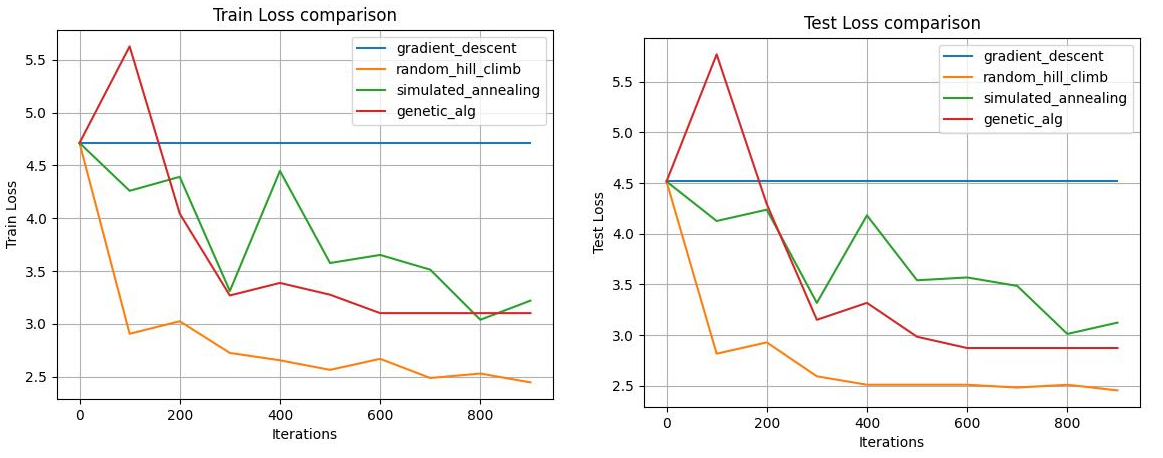 Train Loss comparison
gradient_descent
random_hill_climb
simulated_annealing
genetic_alg
5.5
5.0
4.5
4.0
3.5
3.0
2.5
Train Loss
0 200 400 600 800
Iterations
Test Loss comparison
gradient_descent
random_hill_climb
simulated_annealing
genetic_alg
5.5
5.0
4.5
4.0
3.5
3.0
2.5
Test Loss
0 200 400 600 800
Iterations